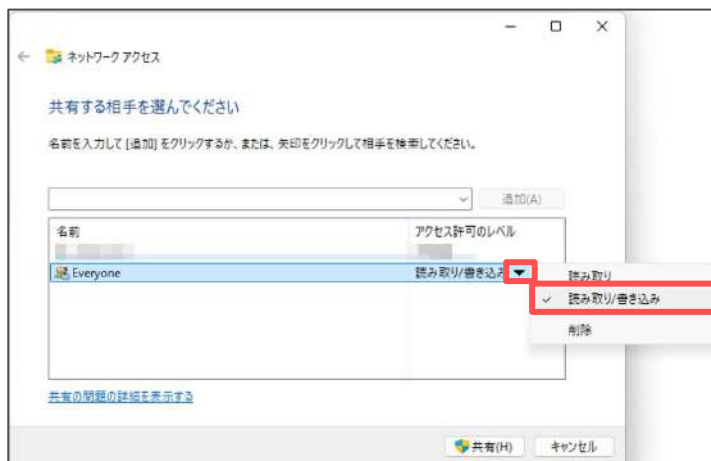 ネットワーク アクセス
共有する相手を選んでください
名前を入力して [追加] をクリックするか、または、矢印をクリックして相手を検索してください。
追加(A)
名前 アクセス許可のレベル
Everyone 読み取り/書き込み
読み取り
読み取り/書き込み
削除
共有の問題の詳細を表示する
共有(H) キャンセル